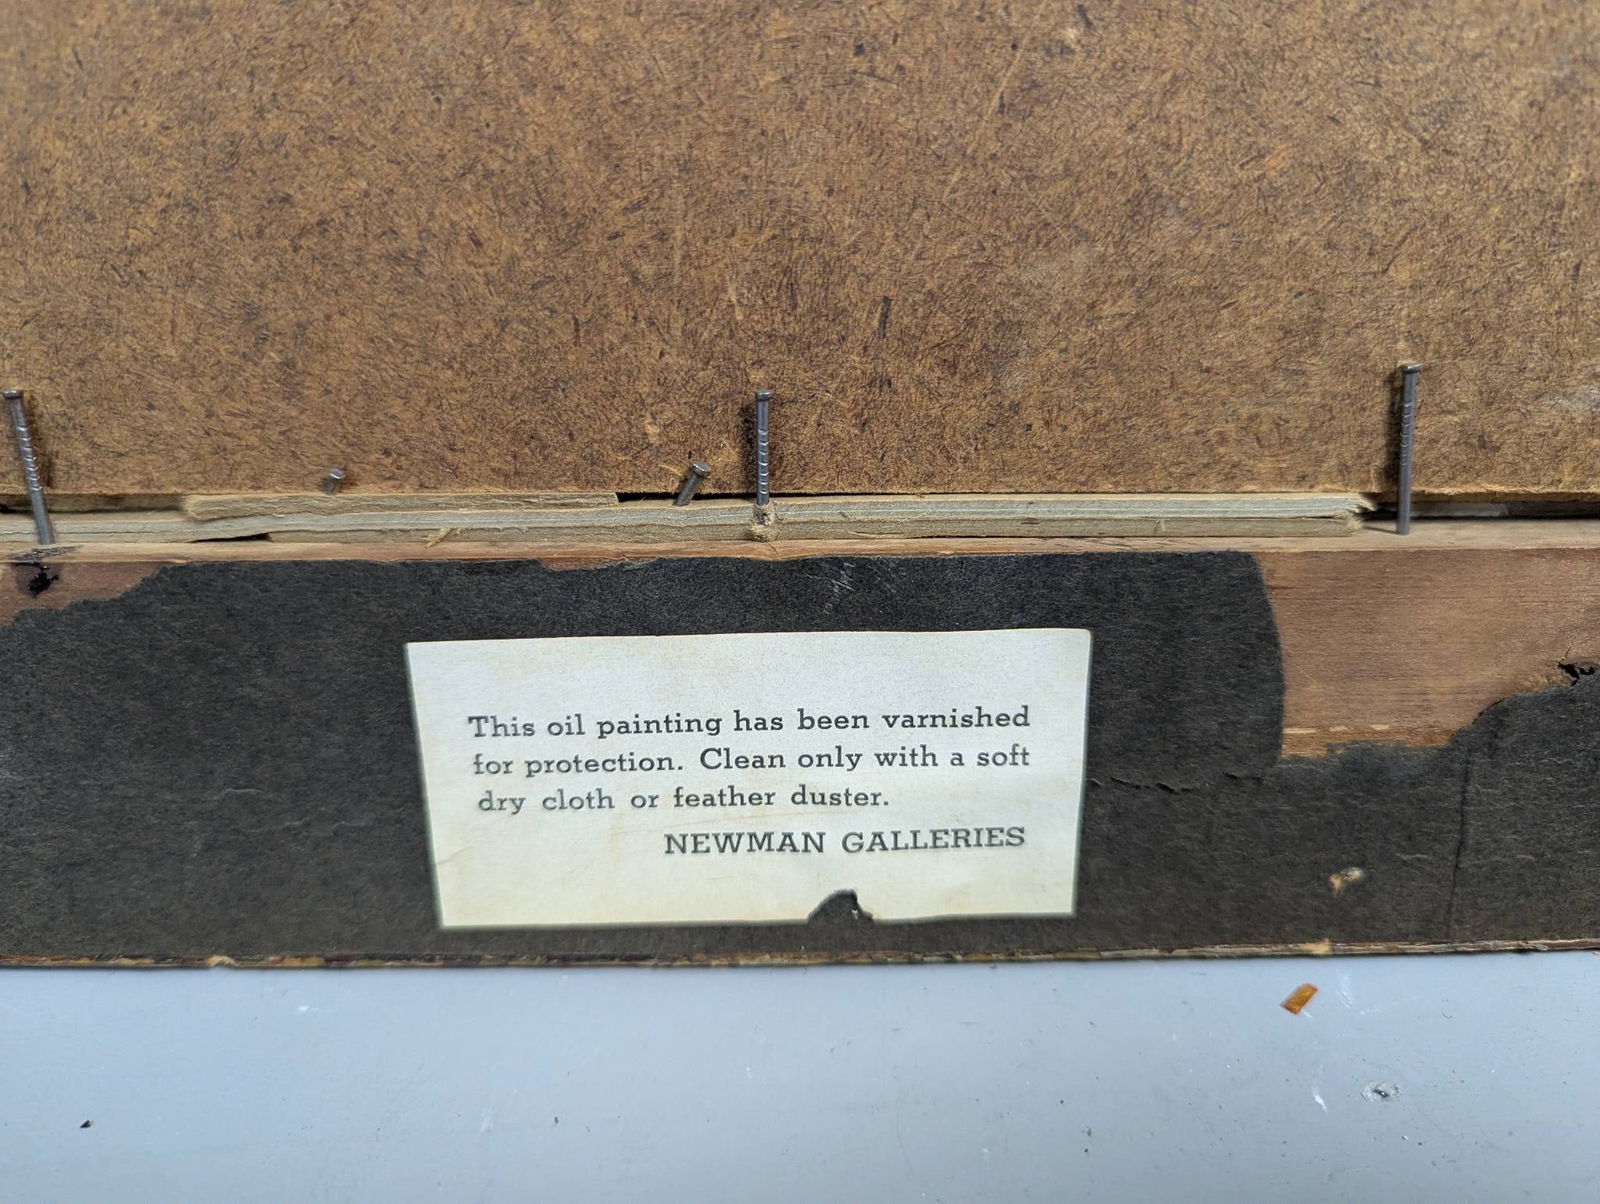 This oil painting has been varnished
for protection. Clean only with a soft
dry cloth or feather duster.
NEWMAN GALLERIES